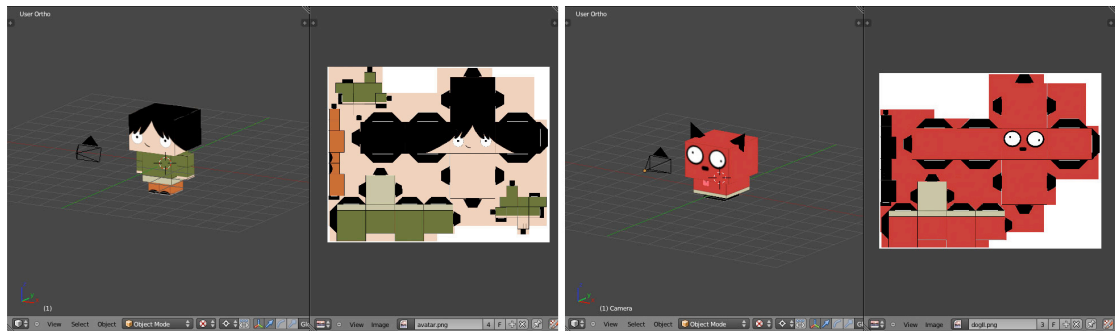 User Ortho
(1)
View Select Object Object Mode
View Image avatar.png 4 F
User Ortho
(1) Camera
View Select Object Object Mode
View Image dogit.png 3 F